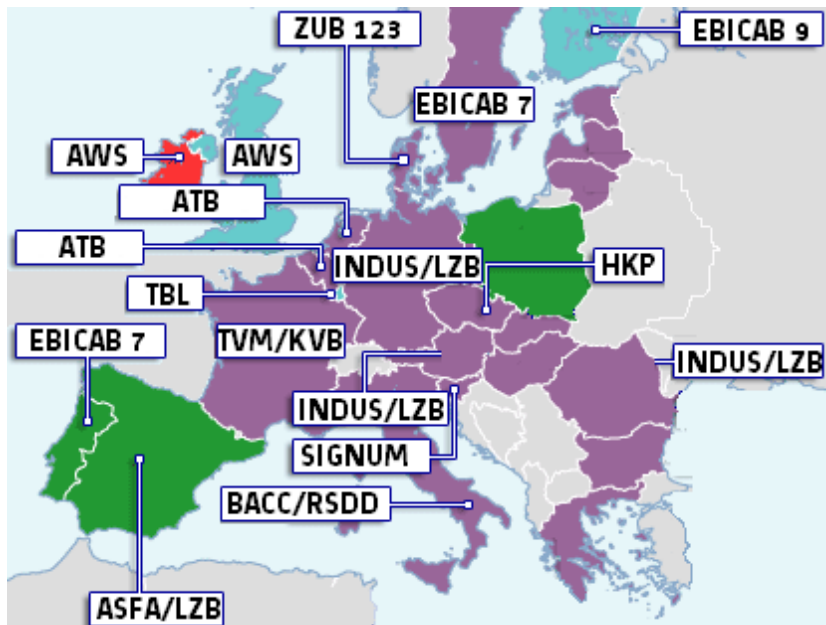 ZUB 123
EBICAB 9
EBICAB 7
AWS
AWS
ATB
ATB
INDUS/LZB
HKP
TBL
EBICAB 7
TVM/KVB
INDUS/LZB
INDUS/LZB
SIGNUM
BACC/RSDD
ASFA/LZB